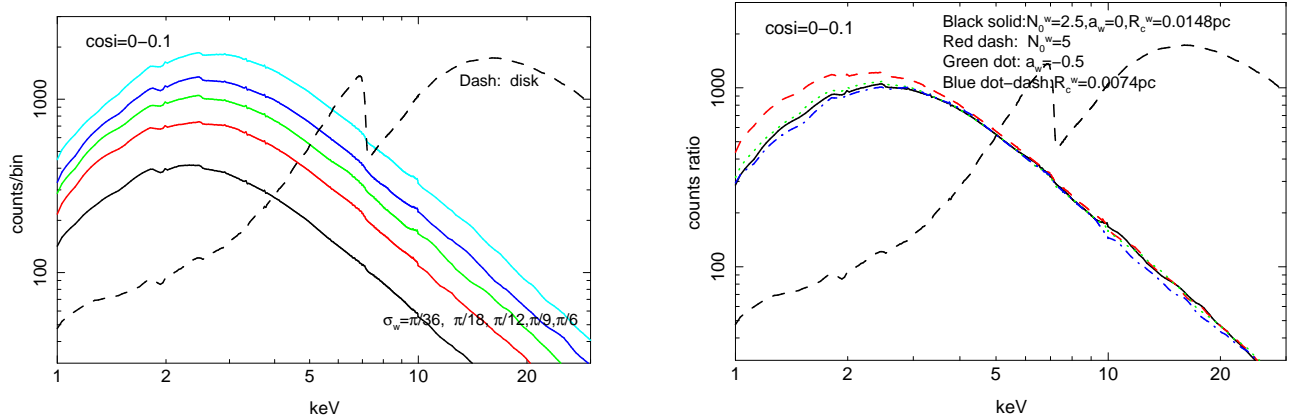 cosi=0−0.1
Dash: disk
σw=π/36, π/18, π/12,π/9,π/6
counts/bin
1000
100
1 2 5 10 20
keV
cosi=0−0.1
Black solid:N0w=2.5,aw=0,Rcw=0.0148pc
Red dash: N0w=5
Green dot: aw=−0.5
Blue dot−dash:Rcw=0.0074pc
counts ratio
1000
100
1 2 5 10 20
keV